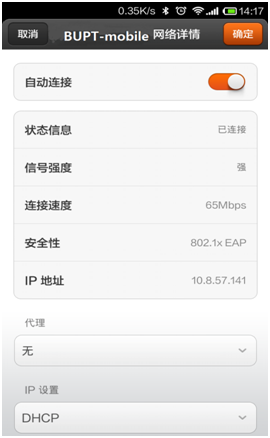 0.35K/s 14:17
取消 BUPT-mobile 网络详情 确定
自动连接
状态信息 已连接
信号强度 强
连接速度 65Mbps
安全性 802.1x EAP
IP 地址 10.8.57.141
代理
无
IP 设置
DHCP